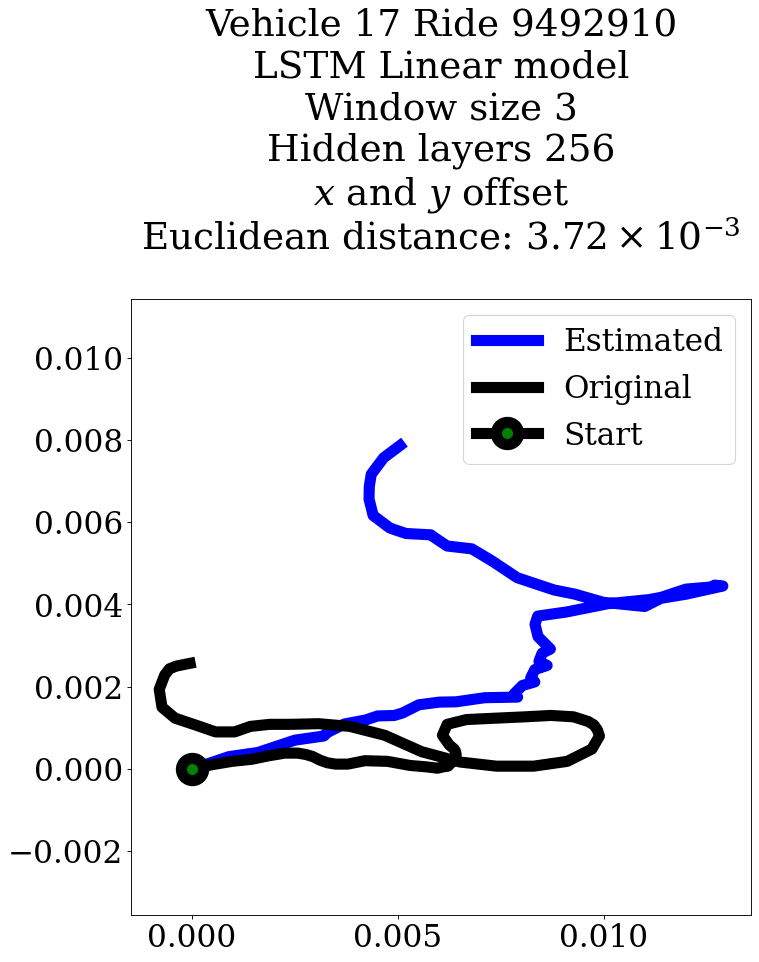 Vehicle 17 Ride 9492910
LSTM Linear model
Window size 3
Hidden layers 256
x and y offset
Euclidean distance: 3.72 × 10⁻³
Estimated
Original
Start
0.010
0.008
0.006
0.004
0.002
0.000
−0.002
0.000 0.005 0.010